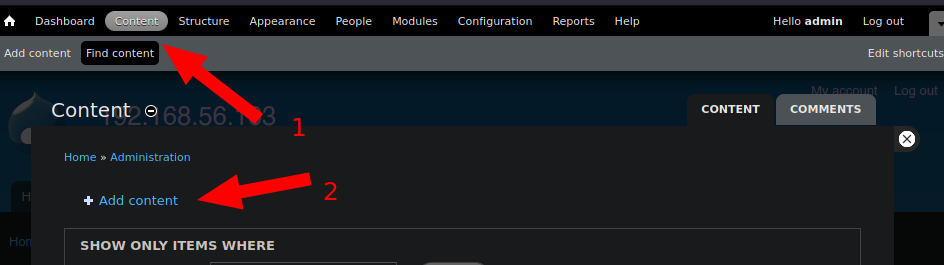 Dashboard Content Structure Appearance People Modules Configuration Reports Help Hello admin Log out
Add content Find content Edit shortcuts
My account Log out
Content 192.168.56.103 CONTENT COMMENTS
1
Home » Administration
Add content 2
H
Hom
SHOW ONLY ITEMS WHERE